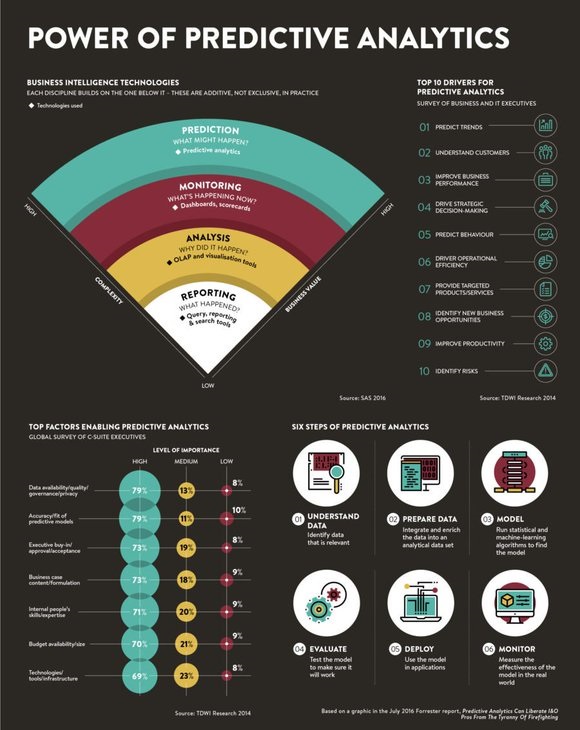 POWER OF PREDICTIVE ANALYTICS
BUSINESS INTELLIGENCE TECHNOLOGIES
EACH DISCIPLINE BUILDS ON THE ONE BELOW IT - THESE ARE ADDITIVE, NOT EXCLUSIVE, IN PRACTICE
◆ Technologies used
PREDICTION
WHAT MIGHT HAPPEN?
◆ Predictive analytics
MONITORING
WHAT'S HAPPENING NOW?
◆ Dashboards, scorecards
ANALYSIS
WHY DID IT HAPPEN?
◆ OLAP and visualisation tools
REPORTING
WHAT HAPPENED?
◆ Query, reporting
& search tools
HIGH
COMPLEXITY
HIGH
BUSINESS VALUE
LOW
Source: SAS 2016
TOP 10 DRIVERS FOR
PREDICTIVE ANALYTICS
SURVEY OF BUSINESS AND IT EXECUTIVES
01 PREDICT TRENDS
02 UNDERSTAND CUSTOMERS
03 IMPROVE BUSINESS
PERFORMANCE
04 DRIVE STRATEGIC
DECISION-MAKING
05 PREDICT BEHAVIOUR
06 DRIVER OPERATIONAL
EFFICIENCY
07 PROVIDE TARGETED
PRODUCTS/SERVICES
08 IDENTIFY NEW BUSINESS
OPPORTUNITIES
09 IMPROVE PRODUCTIVITY
10 IDENTIFY RISKS
Source: TDWI Research 2014
TOP FACTORS ENABLING PREDICTIVE ANALYTICS
GLOBAL SURVEY OF C-SUITE EXECUTIVES
LEVEL OF IMPORTANCE
HIGH MEDIUM LOW
Data availability/quality/
governance/privacy
79% 13% 8%
Accuracy/fit of
predictive models
79% 11% 10%
Executive buy-in/
approval/acceptance
73% 19% 8%
Business case
content/formulation
73% 18% 9%
Internal people's
skills/expertise
71% 20% 9%
Budget availability/size
70% 21% 9%
Technologies/
tools/infrastructure
69% 23% 8%
Source: TDWI Research 2014
SIX STEPS OF PREDICTIVE ANALYTICS
01 UNDERSTAND
DATA
Identify data
that is relevant
02 PREPARE DATA
Integrate and enrich
the data into an
analytical data set
03 MODEL
Run statistical and
machine-learning
algorithms to find
the model
04 EVALUATE
Test the model
to make sure it
will work
05 DEPLOY
Use the model
in applications
06 MONITOR
Measure the
effectiveness of the
model in the real
world
Based on a graphic in the July 2016 Forrester report, Predictive Analytics Can Liberate I&O
Pros From The Tyranny Of Firefighting